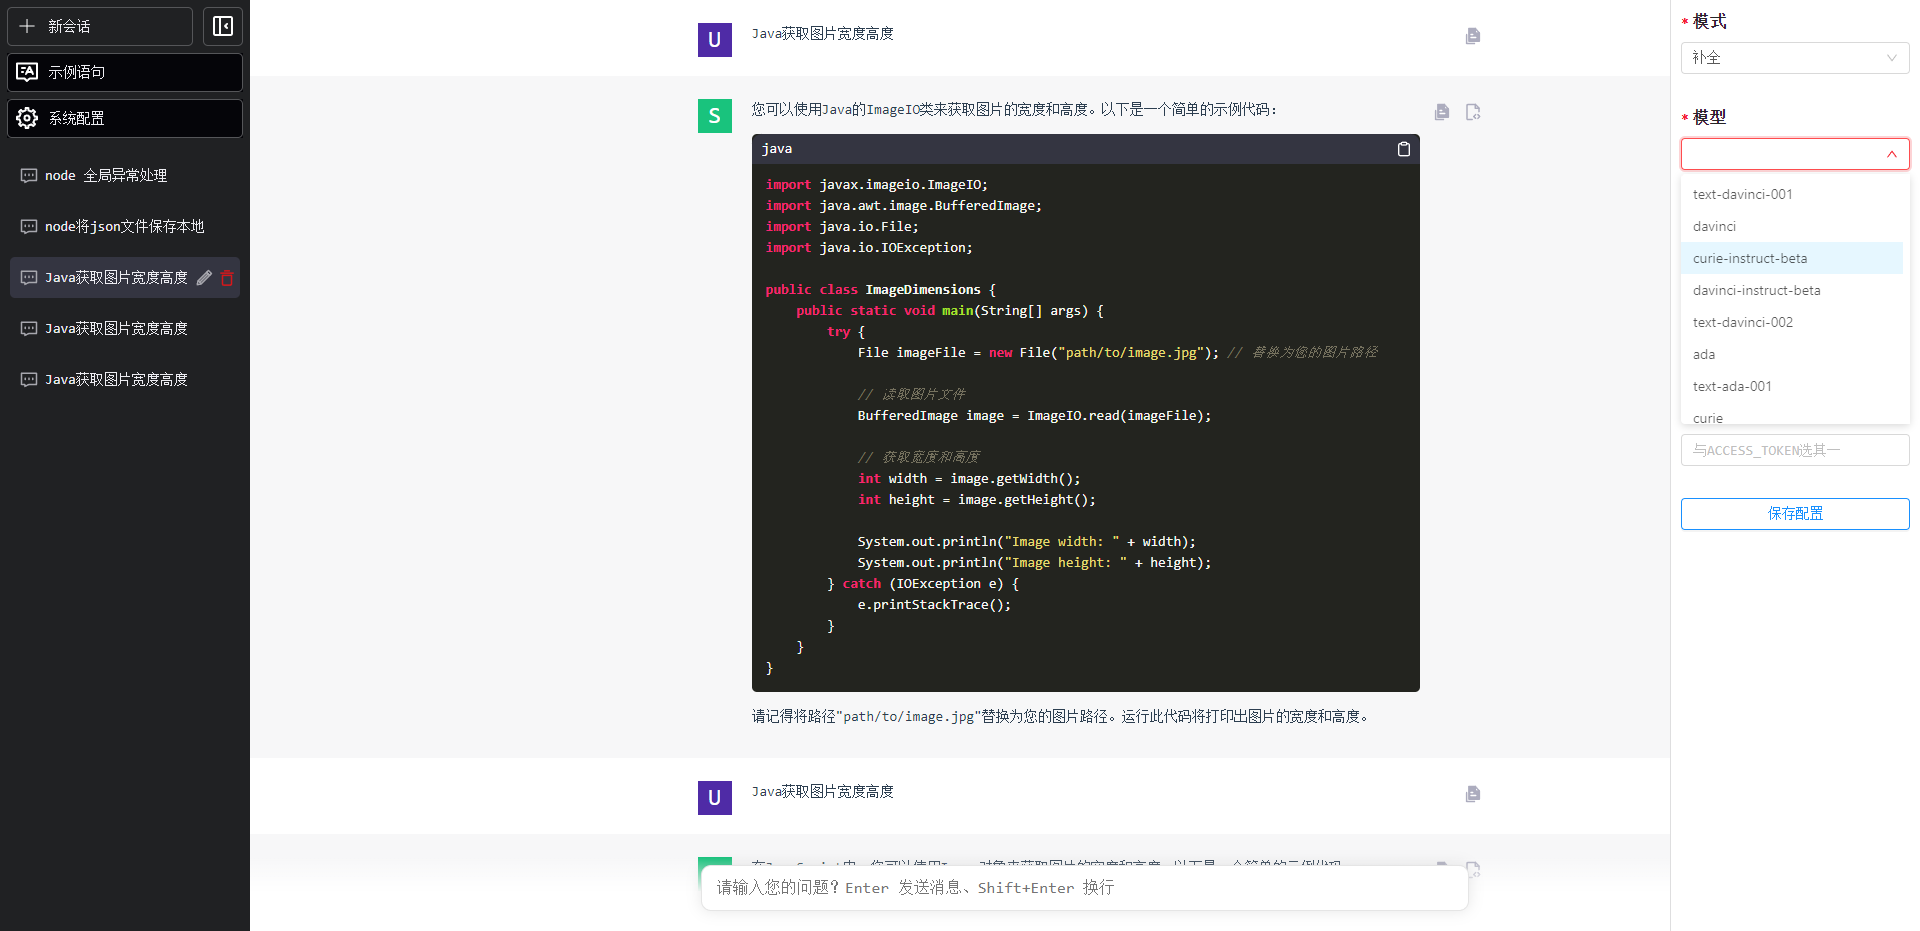 新会话
示例语句
系统配置
node 全局异常处理
node将json文件保存本地
Java获取图片宽度高度
Java获取图片宽度高度
Java获取图片宽度高度
U
Java获取图片宽度高度
S
您可以使用Java的ImageIO类来获取图片的宽度和高度。以下是一个简单的示例代码：
java
import javax.imageio.ImageIO;
import java.awt.image.BufferedImage;
import java.io.File;
import java.io.IOException;
public class ImageDimensions {
public static void main(String[] args) {
try {
File imageFile = new File("path/to/image.jpg"); // 替换为您的图片路径
// 读取图片文件
BufferedImage image = ImageIO.read(imageFile);
// 获取宽度和高度
int width = image.getWidth();
int height = image.getHeight();
System.out.println("Image width: " + width);
System.out.println("Image height: " + height);
} catch (IOException e) {
e.printStackTrace();
}
}
}
请记得将路径"path/to/image.jpg"替换为您的图片路径。运行此代码将打印出图片的宽度和高度。
U
Java获取图片宽度高度
请输入您的问题？Enter 发送消息、Shift+Enter 换行
* 模式
补全
* 模型
text-davinci-001
davinci
curie-instruct-beta
davinci-instruct-beta
text-davinci-002
ada
text-ada-001
curie
与ACCESS_TOKEN选其一
保存配置